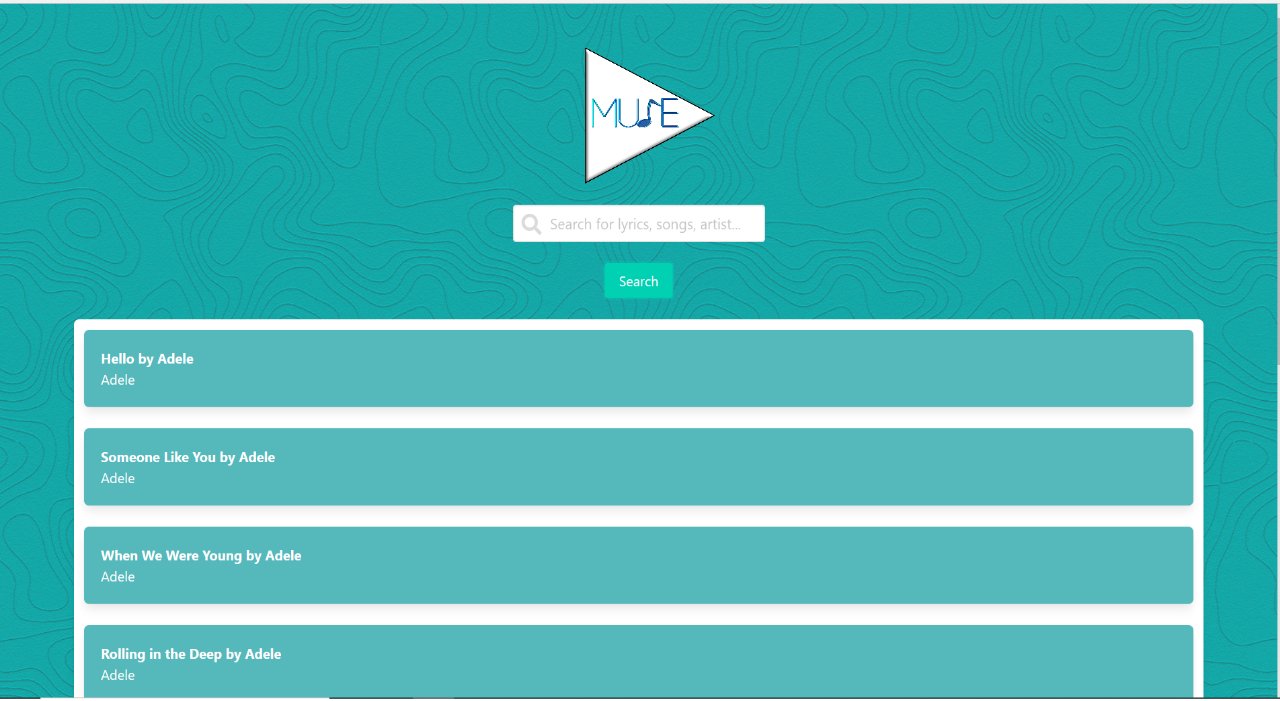 MUSE
Search for lyrics, songs, artist...
Search
Hello by Adele
Adele
Someone Like You by Adele
Adele
When We Were Young by Adele
Adele
Rolling in the Deep by Adele
Adele